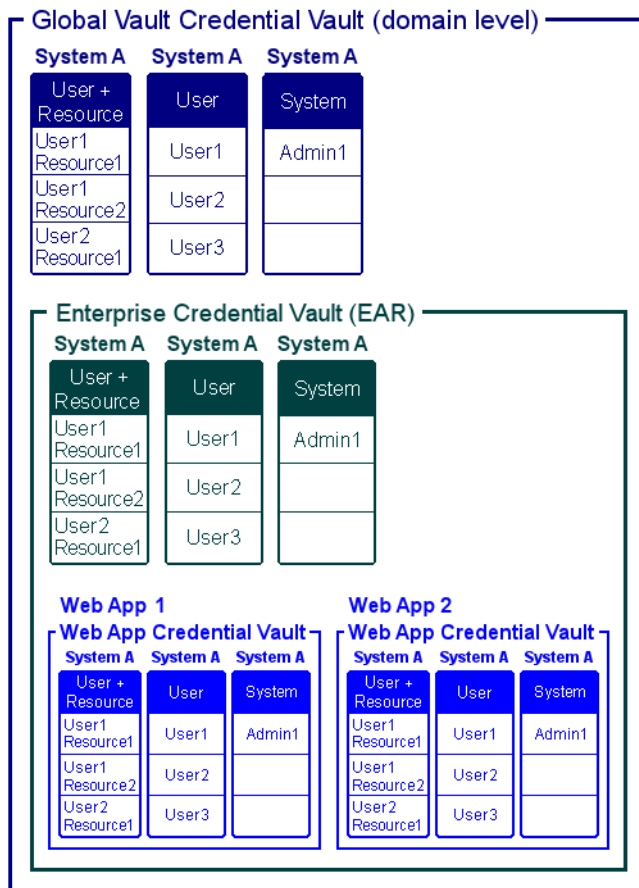 Global Vault Credential Vault (domain level)
System A System A System A
User +
Resource
User
System
User1
Resource1
User1
Admin1
User1
Resource2
User2
User2
Resource1
User3
Enterprise Credential Vault (EAR)
System A System A System A
User +
Resource
User
System
User1
Resource1
User1
Admin1
User1
Resource2
User2
User2
Resource1
User3
Web App 1
Web App Credential Vault
System A System A System A
User +
Resource
User
System
User1
Resource1
User1
Admin1
User1
Resource2
User2
User2
Resource1
User3
Web App 2
Web App Credential Vault
System A System A System A
User +
Resource
User
System
User1
Resource1
User1
Admin1
User1
Resource2
User2
User2
Resource1
User3